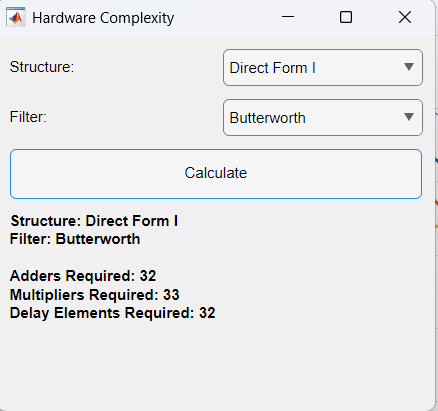 Hardware Complexity
Structure: Direct Form I
Filter: Butterworth
Calculate
Structure: Direct Form I
Filter: Butterworth
Adders Required: 32
Multipliers Required: 33
Delay Elements Required: 32